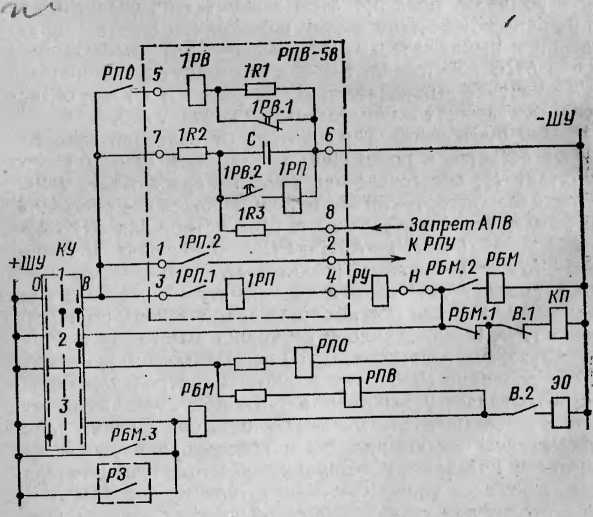 РПВ-58
РПО 5 1РВ 1R1
1РВ.1
-ШУ
7 1R2 С 6
1РВ.2 1РП
1R3 8
Запрет АПВ
1 1РП.2 2 К РПУ
+ШУ КУ
О 1 В 3 1РП.1 1РП 4 РУ Н РБМ.2 РБМ
КП
РБМ.1 В.1
2
РПО
РПВ
3 РБМ В.2 ЭО
РБМ.3
РЗ